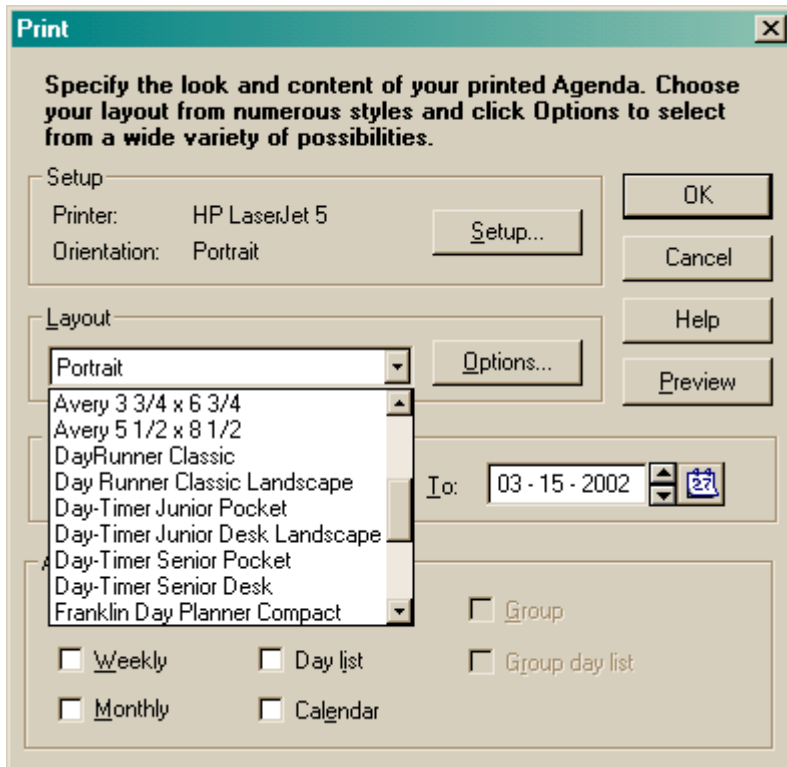 Print
Specify the look and content of your printed Agenda. Choose
your layout from numerous styles and click Options to select
from a wide variety of possibilities.
Setup
Printer: HP LaserJet 5
Orientation: Portrait
Setup...
OK
Cancel
Help
Preview
Layout
Portrait
Options...
Avery 3 3/4 x 6 3/4
Avery 5 1/2 x 8 1/2
DayRunner Classic
Day Runner Classic Landscape
Day-Timer Junior Pocket
Day-Timer Junior Desk Landscape
Day-Timer Senior Pocket
Day-Timer Senior Desk
Franklin Day Planner Compact
To: 03 - 15 - 2002
27
Group
Weekly Day list Group day list
Monthly Calendar